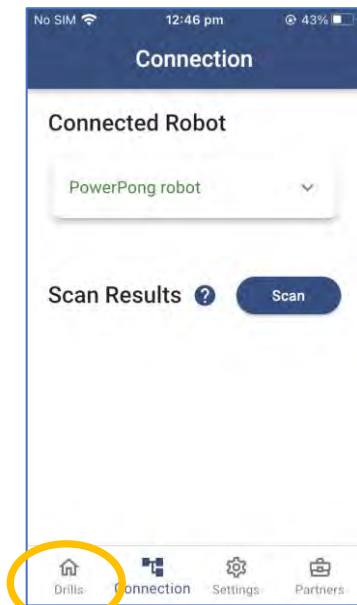 No SIM 12:46 pm 43%
Connection
Connected Robot
PowerPong robot
Scan Results ? Scan
Drills Connection Settings Partners